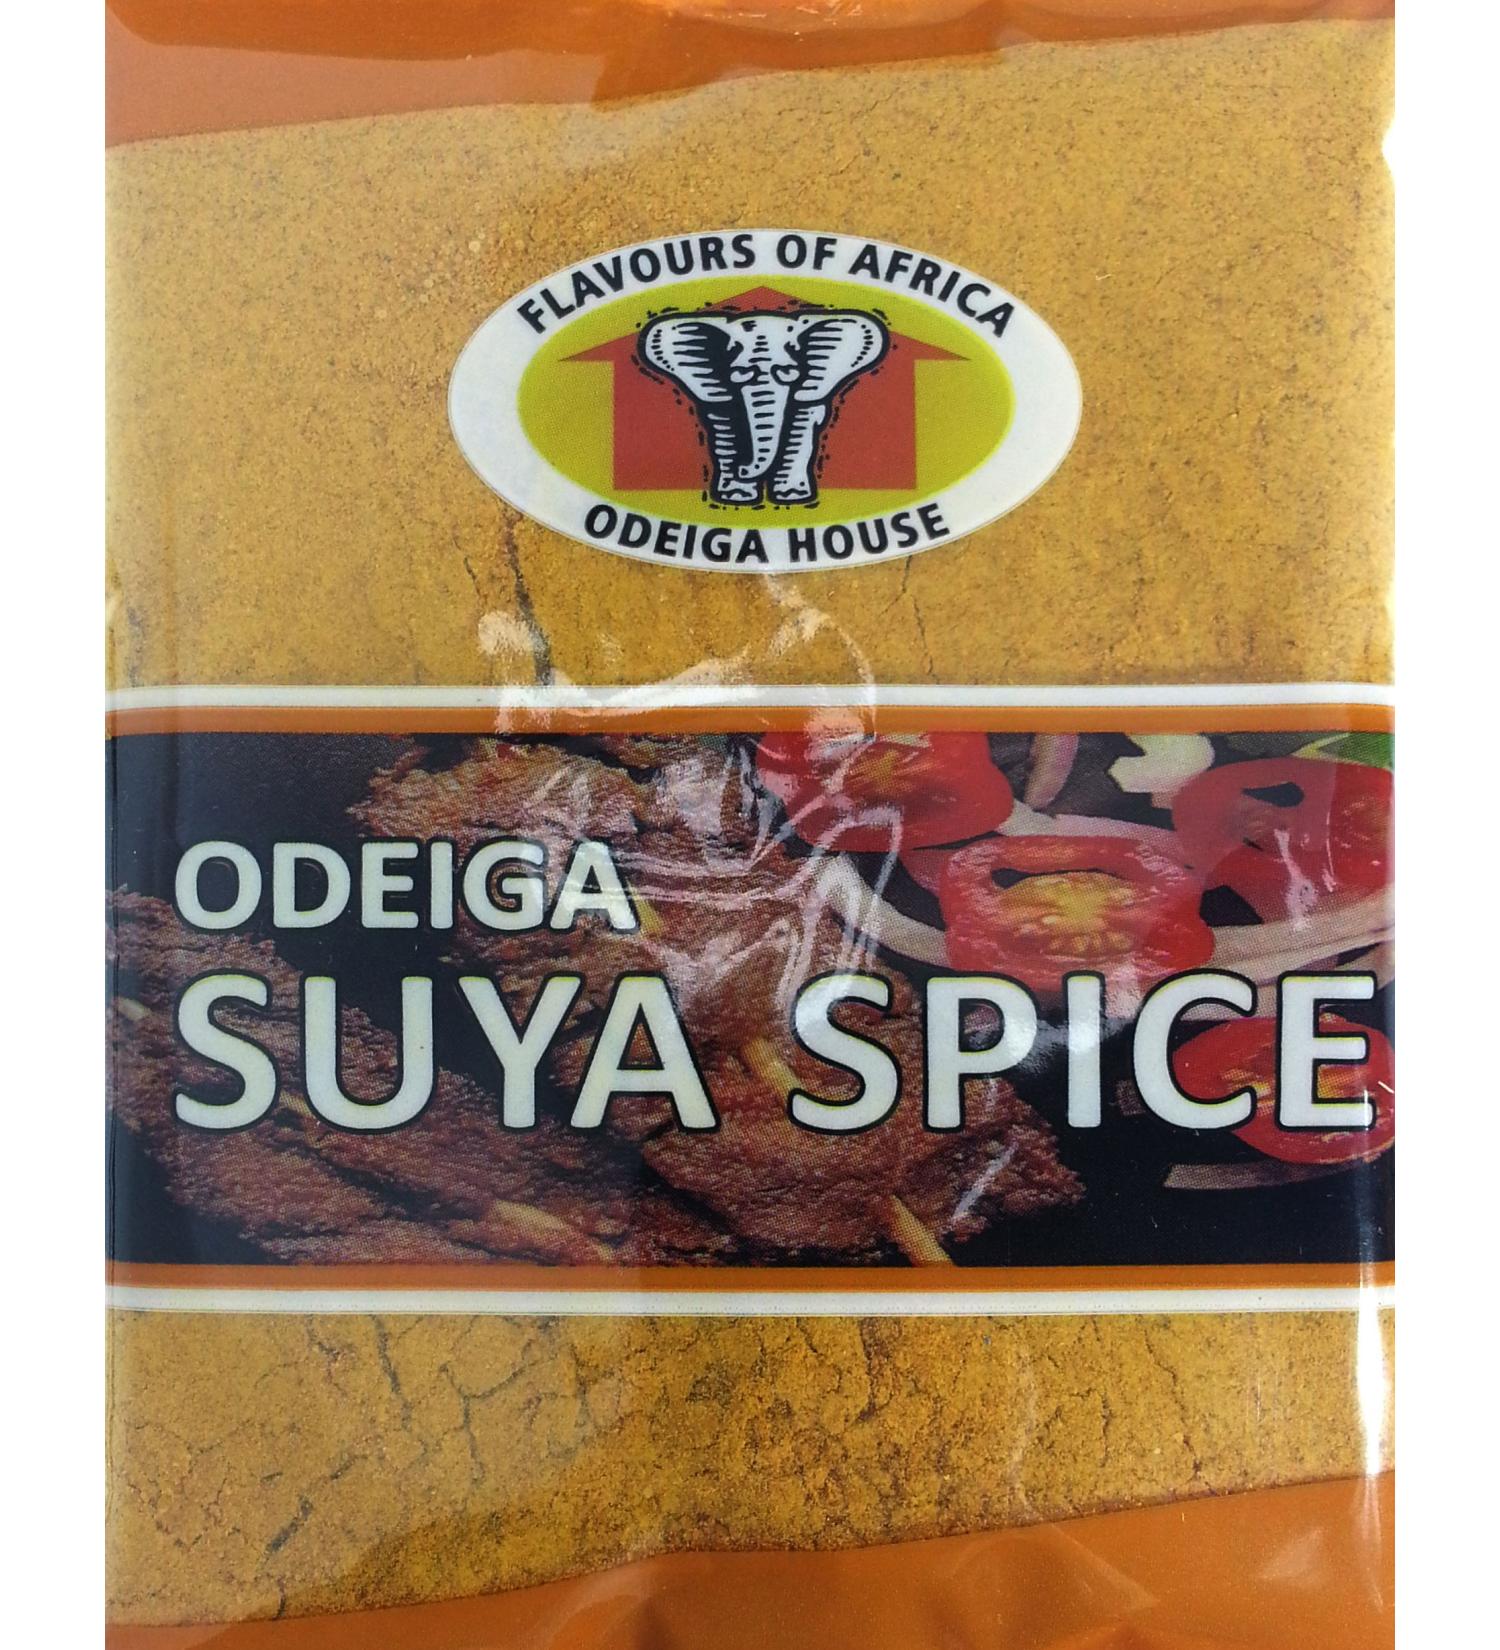 FLAVOURS OF AFRICA
ODEIGA HOUSE
ODEIGA
SUYA SPICE